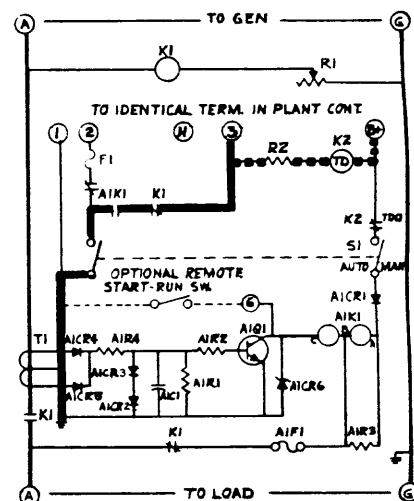 A TO GEN G
K1
R1
TO IDENTICAL TERM. IN PLANT CONT.
1 2 N 3 B+
F1
R2
K2
TD
A1K1 K1
K2 TDO
S1
OPTIONAL REMOTE
START-RUN SW.
AUTO MAN
6
A1CR1
A1K1
T1
A1CR4 A1R4 A1R2 A1Q1
A1CR3
A1C1 A1R1
A1CR2
A1CR5
A1CR6
K1
K1 A1F1 A1R3
A TO LOAD G